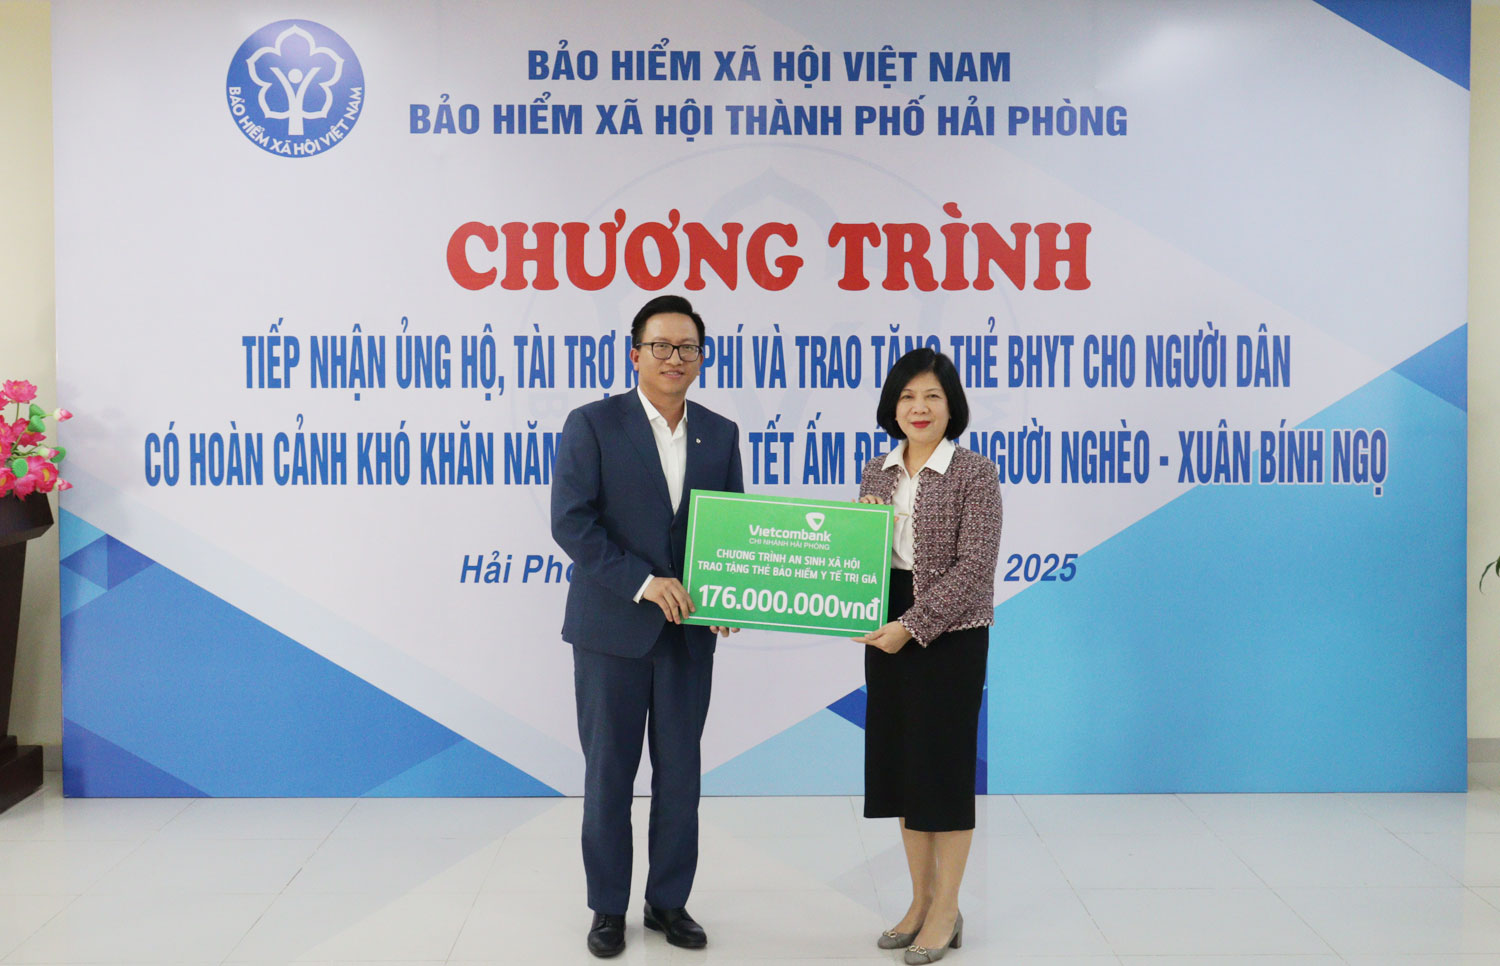 BẢO HIỂM XÃ HỘI VIỆT NAM
BẢO HIỂM XÃ HỘI VIỆT NAM
BẢO HIỂM XÃ HỘI THÀNH PHỐ HẢI PHÒNG
CHƯƠNG TRÌNH
TIẾP NHẬN ỦNG HỘ, TÀI TRỢ PHÍ VÀ TRAO TẶNG THẺ BHYT CHO NGƯỜI DÂN
CÓ HOÀN CẢNH KHÓ KHĂN NĂM TẾT ẤM NGƯỜI NGHÈO - XUÂN BÍNH NGỌ
Hải 2025
Vietcombank
CHI NHÁNH HẢI PHÒNG
CHƯƠNG TRÌNH AN SINH XÃ HỘI
TRAO TẶNG THẺ BẢO HIỂM Y TẾ TRỊ GIÁ
176.000.000vnđ